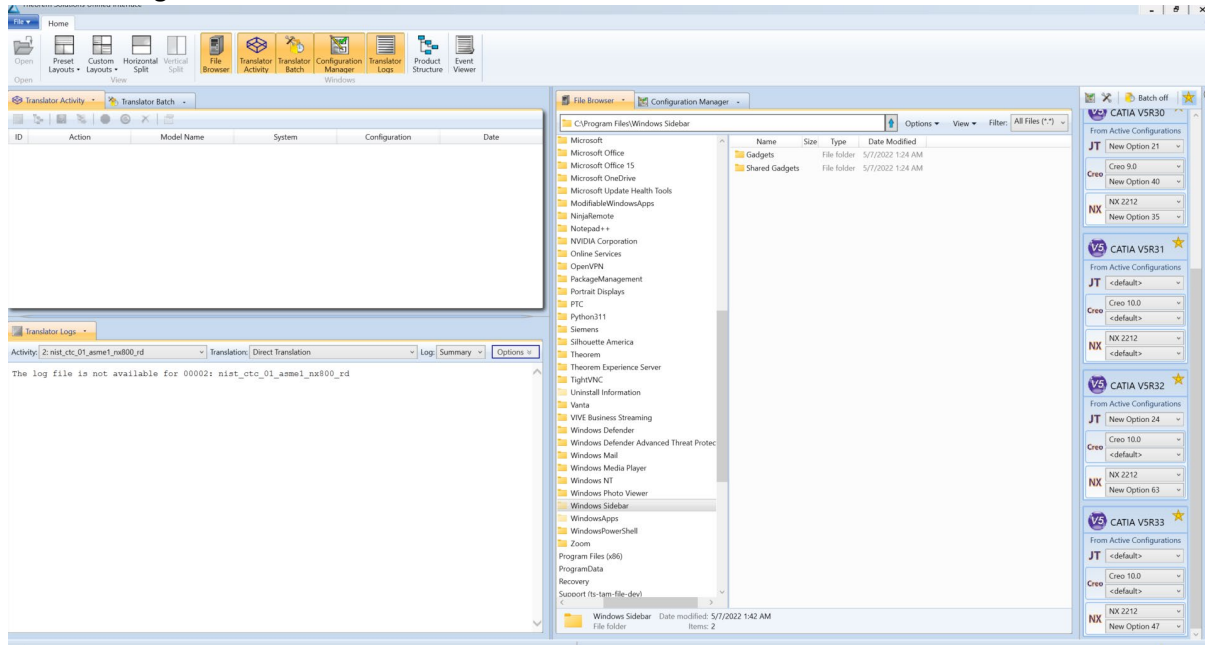 Theorem Solutions Unified Interface
File
Home
Open
Preset Layouts
Custom Layouts
Horizontal Split
Vertical Split
File Browser
Translator Activity
Translator Batch
Configuration Manager
Translator Logs
Product Structure
Event Viewer
Open
View
Windows
Translator Activity
Translator Batch
ID Action Model Name System Configuration Date
Translator Logs
Activity: 2: nist_ctc_01_asme1_nx800_rd Translation: Direct Translation Log: Summary Options
The log file is not available for 00002: nist_ctc_01_asme1_nx800_rd
File Browser
Configuration Manager
C:\Program Files\Windows Sidebar
Options View Filter: All Files (*.*)
Microsoft
Microsoft Office
Microsoft Office 15
Microsoft OneDrive
Microsoft Update Health Tools
ModifiableWindowsApps
NinjaRemote
Notepad++
NVIDIA Corporation
Online Services
OpenVPN
PackageManagement
Portrait Displays
PTC
Python311
Siemens
Silhouette America
Theorem
Theorem Experience Server
TightVNC
Uninstall Information
Vanta
VIVE Business Streaming
Windows Defender
Windows Defender Advanced Threat Protec
Windows Mail
Windows Media Player
Windows NT
Windows Photo Viewer
Windows Sidebar
WindowsApps
WindowsPowerShell
Zoom
Program Files (x86)
ProgramData
Recovery
Support (ts-tam-file-dev)
Name Size Type Date Modified
Gadgets File folder 5/7/2022 1:24 AM
Shared Gadgets File folder 5/7/2022 1:24 AM
Windows Sidebar Date modified: 5/7/2022 1:42 AM
File folder Items: 2
Batch off
CATIA V5R30
From Active Configurations
JT New Option 21
Creo Creo 9.0
New Option 40
NX NX 2212
New Option 35
V5 CATIA V5R31
From Active Configurations
JT <default>
Creo Creo 10.0
<default>
NX NX 2212
<default>
V5 CATIA V5R32
From Active Configurations
JT New Option 24
Creo Creo 10.0
<default>
NX NX 2212
New Option 63
V5 CATIA V5R33
From Active Configurations
JT <default>
Creo Creo 10.0
<default>
NX NX 2212
New Option 47